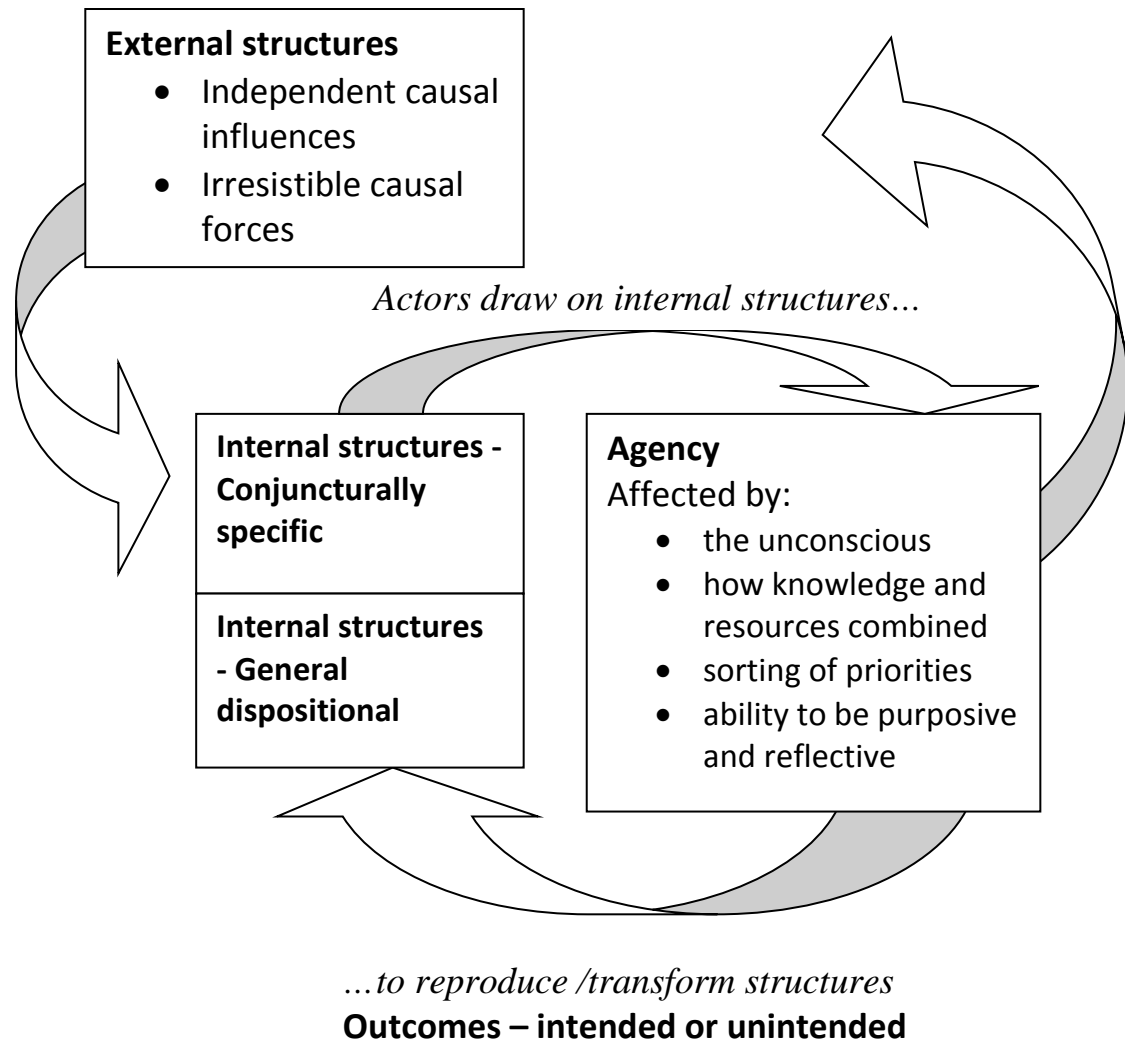 External structures
• Independent causal
influences
• Irresistible causal
forces
Actors draw on internal structures…
Internal structures -
Conjuncturally
specific
Internal structures
- General
dispositional
Agency
Affected by:
• the unconscious
• how knowledge and
resources combined
• sorting of priorities
• ability to be purposive
and reflective
…to reproduce /transform structures
Outcomes – intended or unintended